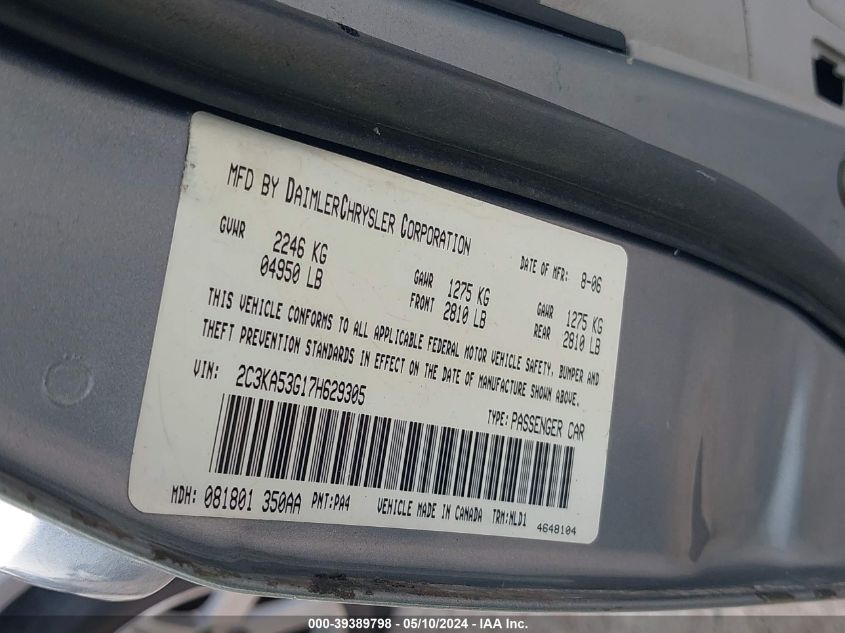 MFD BY DAIMLERCHRYSLER CORPORATION
DATE OF MFR: 8-06
GVWR 2246 KG
04950 LB
GAWR FRONT 1275 KG
2810 LB
GAWR REAR 1275 KG
2810 LB
THIS VEHICLE CONFORMS TO ALL APPLICABLE FEDERAL MOTOR VEHICLE SAFETY, BUMPER AND
THEFT PREVENTION STANDARDS IN EFFECT ON THE DATE OF MANUFACTURE SHOWN ABOVE.
VIN: 2C3KA53G17H629305
TYPE: PASSENGER CAR
MDH: 081801 350AA PNT:PA4 VEHICLE MADE IN CANADA TRM:NLD1
4648104
000-39389798 - 05/10/2024 - IAA Inc.